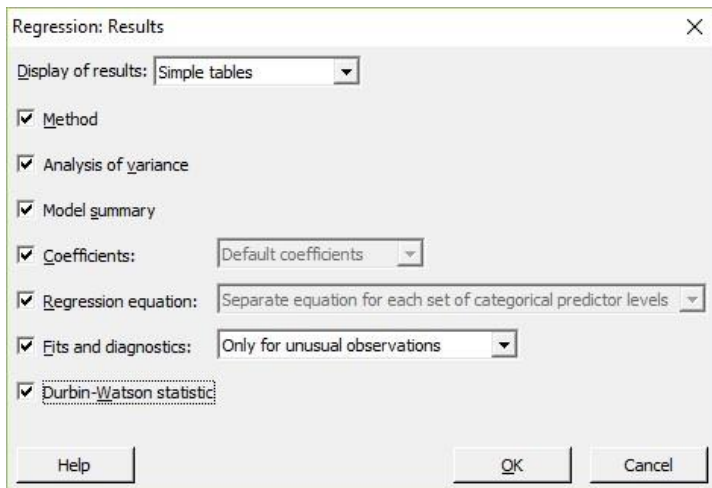 Regression: Results
Display of results: Simple tables
Method
Analysis of variance
Model summary
Coefficients: Default coefficients
Regression equation: Separate equation for each set of categorical predictor levels
Fits and diagnostics: Only for unusual observations
Durbin-Watson statistic
Help OK Cancel